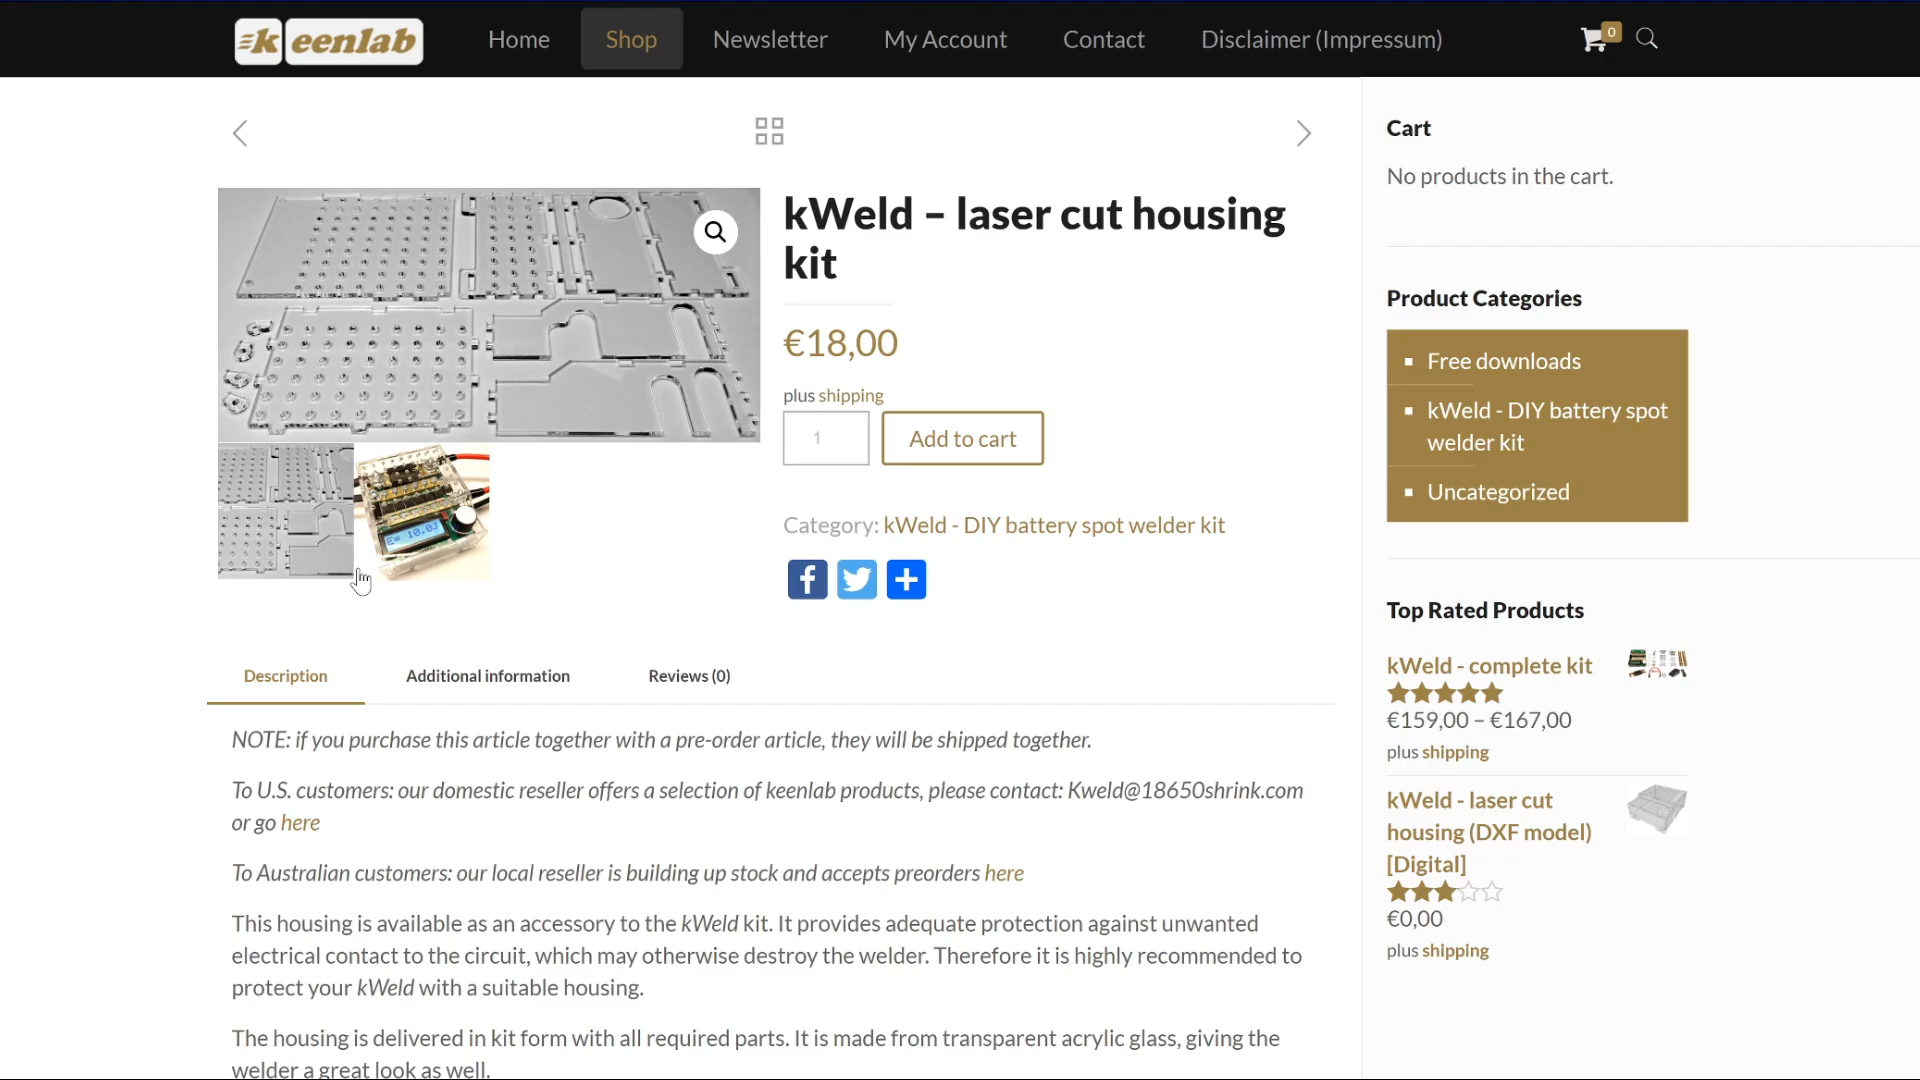 keenlab
Home
Shop
Newsletter
My Account
Contact
Disclaimer (Impressum)
0
kWeld – laser cut housing
kit
€18,00
plus shipping
1
Add to cart
Category: kWeld - DIY battery spot welder kit
E= 10.0J
Description
Additional information
Reviews (0)
NOTE: if you purchase this article together with a pre-order article, they will be shipped together.
To U.S. customers: our domestic reseller offers a selection of keenlab products, please contact: Kweld@18650shrink.com
or go here
To Australian customers: our local reseller is building up stock and accepts preorders here
This housing is available as an accessory to the kWeld kit. It provides adequate protection against unwanted
electrical contact to the circuit, which may otherwise destroy the welder. Therefore it is highly recommended to
protect your kWeld with a suitable housing.
The housing is delivered in kit form with all required parts. It is made from transparent acrylic glass, giving the
welder a great look as well.
Cart
No products in the cart.
Product Categories
Free downloads
kWeld - DIY battery spot
welder kit
Uncategorized
Top Rated Products
kWeld - complete kit
€159,00 – €167,00
plus shipping
kWeld - laser cut
housing (DXF model)
[Digital]
€0,00
plus shipping